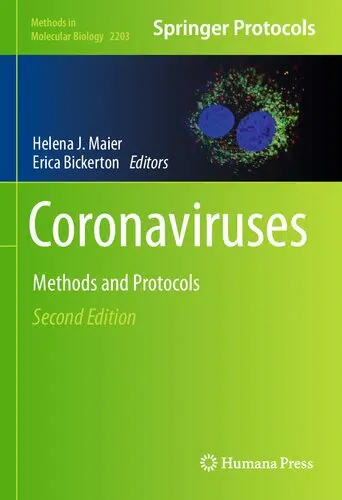 Methods in
Molecular Biology 2203
Springer Protocols
Helena J. Maier
Erica Bickerton Editors
Coronaviruses
Methods and Protocols
Second Edition
Humana Press